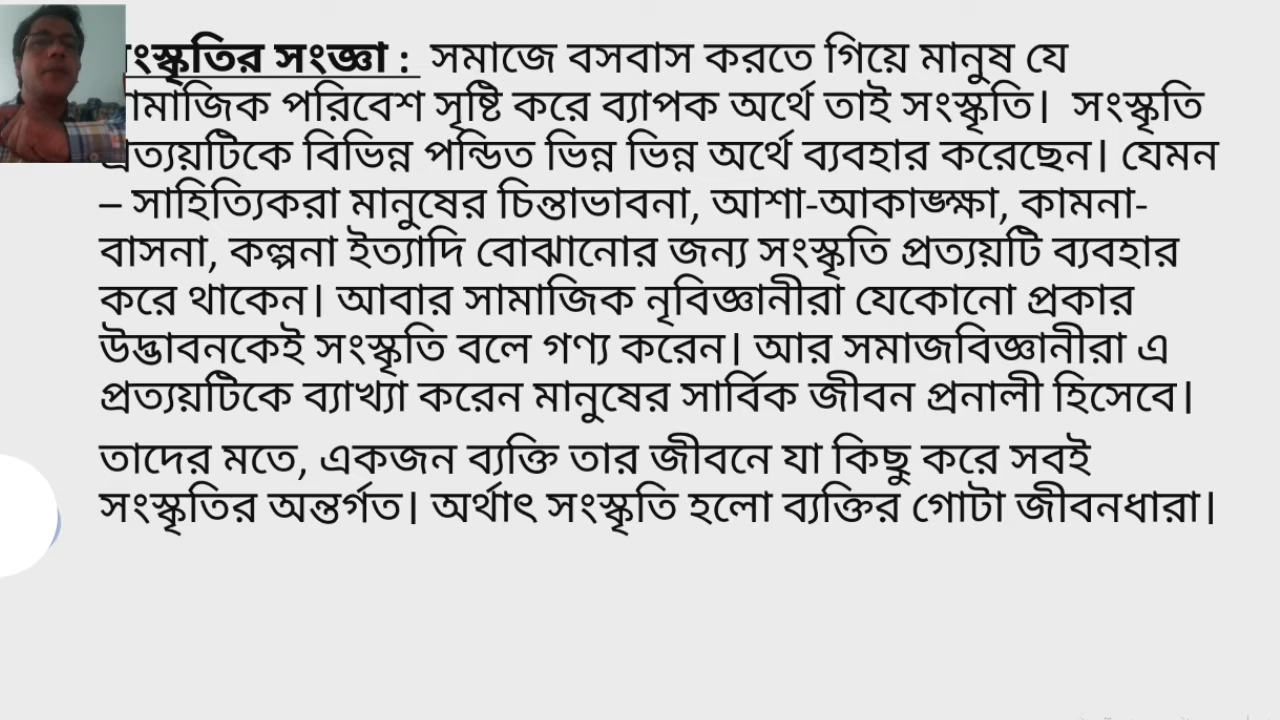 ংস্কৃতির সংজ্ঞা : সমাজে বসবাস করতে গিয়ে মানুষ যে
ামাজিক পরিবেশ সৃষ্টি করে ব্যাপক অর্থে তাই সংস্কৃতি। সংস্কৃতি
প্রত্যয়টিকে বিভিন্ন পন্ডিত ভিন্ন ভিন্ন অর্থে ব্যবহার করেছেন। যেমন
– সাহিত্যিকরা মানুষের চিন্তাভাবনা, আশা-আকাঙ্ক্ষা, কামনা-
বাসনা, কল্পনা ইত্যাদি বোঝানোর জন্য সংস্কৃতি প্রত্যয়টি ব্যবহার
করে থাকেন। আবার সামাজিক নৃবিজ্ঞানীরা যেকোনো প্রকার
উদ্ভাবনকেই সংস্কৃতি বলে গণ্য করেন। আর সমাজবিজ্ঞানীরা এ
প্রত্যয়টিকে ব্যাখ্যা করেন মানুষের সার্বিক জীবন প্রনালী হিসেবে।
তাদের মতে, একজন ব্যক্তি তার জীবনে যা কিছু করে সবই
সংস্কৃতির অন্তর্গত। অর্থাৎ সংস্কৃতি হলো ব্যক্তির গোটা জীবনধারা।